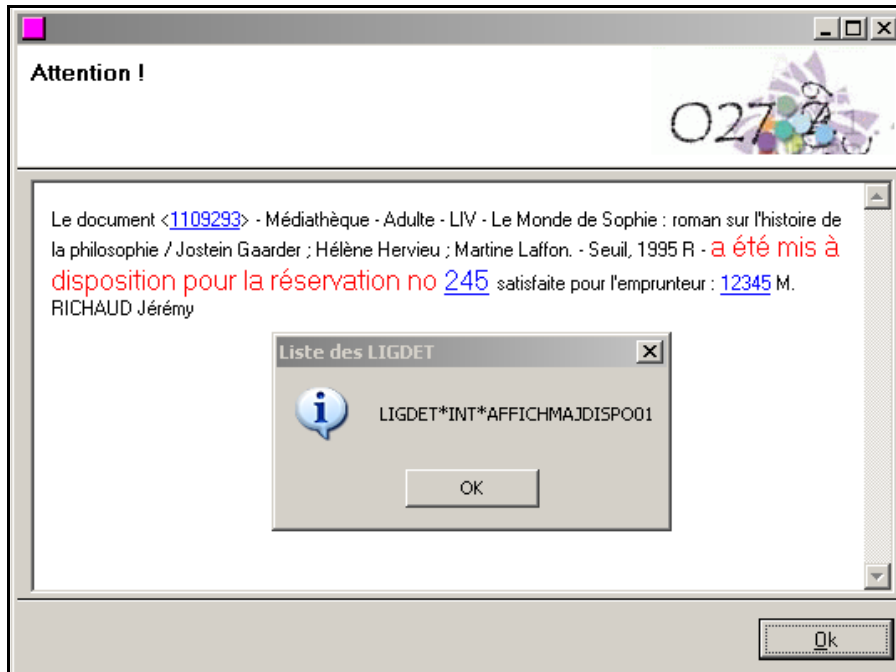 Attention !
O27
Le document <1109293> - Médiathèque - Adulte - LIV - Le Monde de Sophie : roman sur l'histoire de
la philosophie / Jostein Gaarder ; Hélène Hervieu ; Martine Laffon. - Seuil, 1995 R - a été mis à
disposition pour la réservation no 245 satisfaite pour l'emprunteur : 12345 M.
RICHAUD Jérémy
Liste des LIGDET
LIGDET*INT*AFFICHMAJDISPO01
OK
Ok